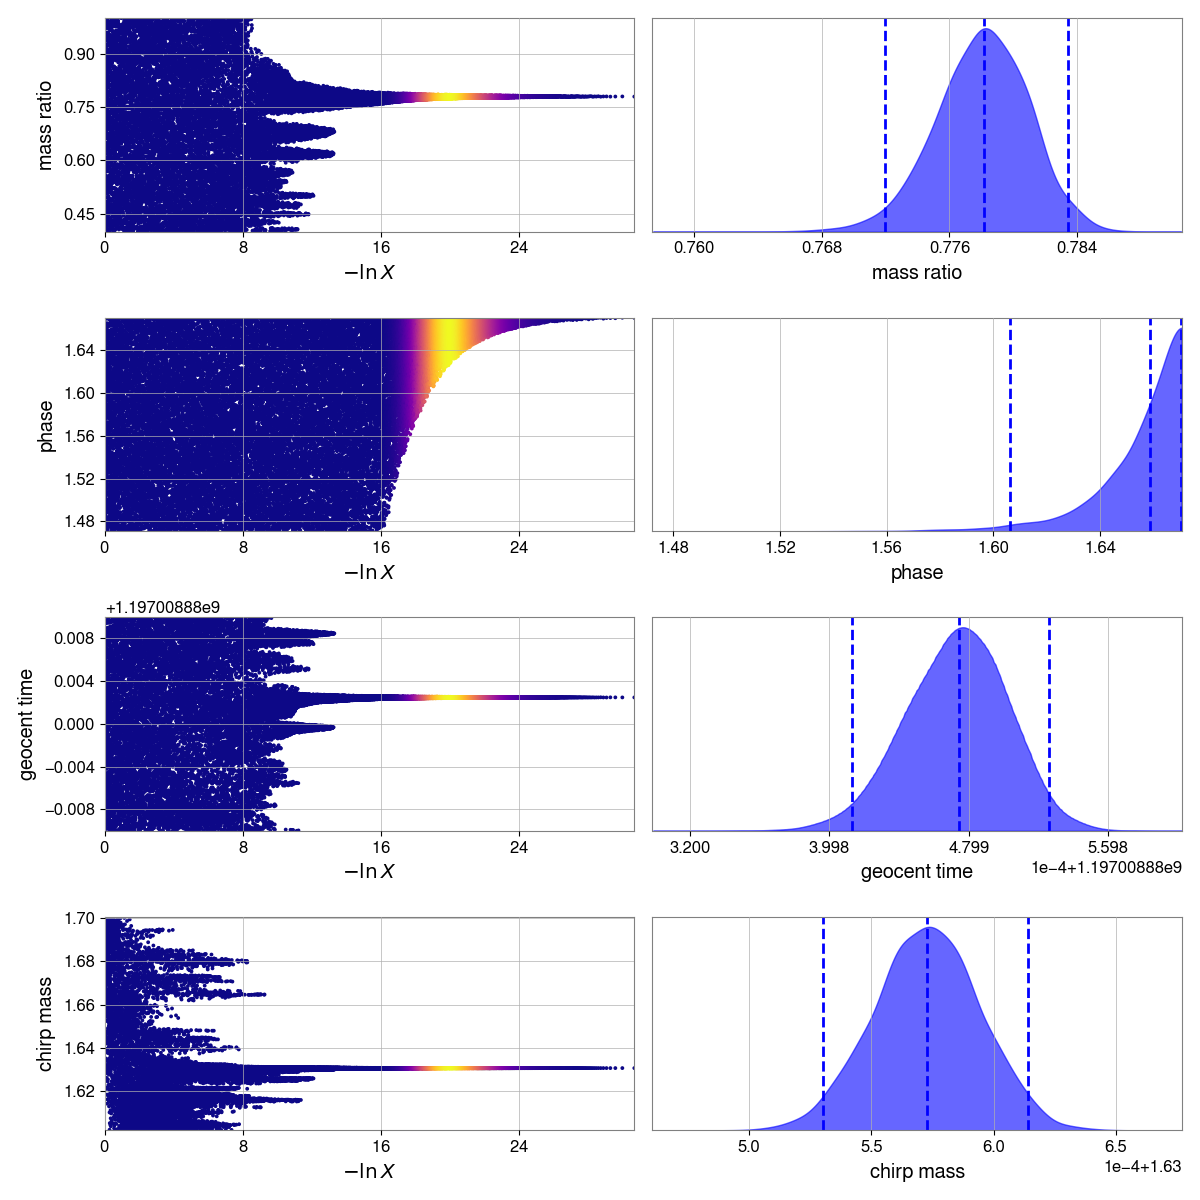 0.90
0.75
0.60
0.45
mass ratio
0 8 16 24
−ln X
0.760 0.768 0.776 0.784
mass ratio
1.64
1.60
1.56
1.52
1.48
phase
0 8 16 24
−ln X
1.48 1.52 1.56 1.60 1.64
phase
+1.19700888e9
0.008
0.004
0.000
−0.004
−0.008
geocent time
0 8 16 24
−ln X
3.200 3.998 4.799 5.598
1e−4+1.19700888e9
geocent time
1.70
1.68
1.66
1.64
1.62
chirp mass
0 8 16 24
−ln X
5.0 5.5 6.0 6.5
1e−4+1.63
chirp mass